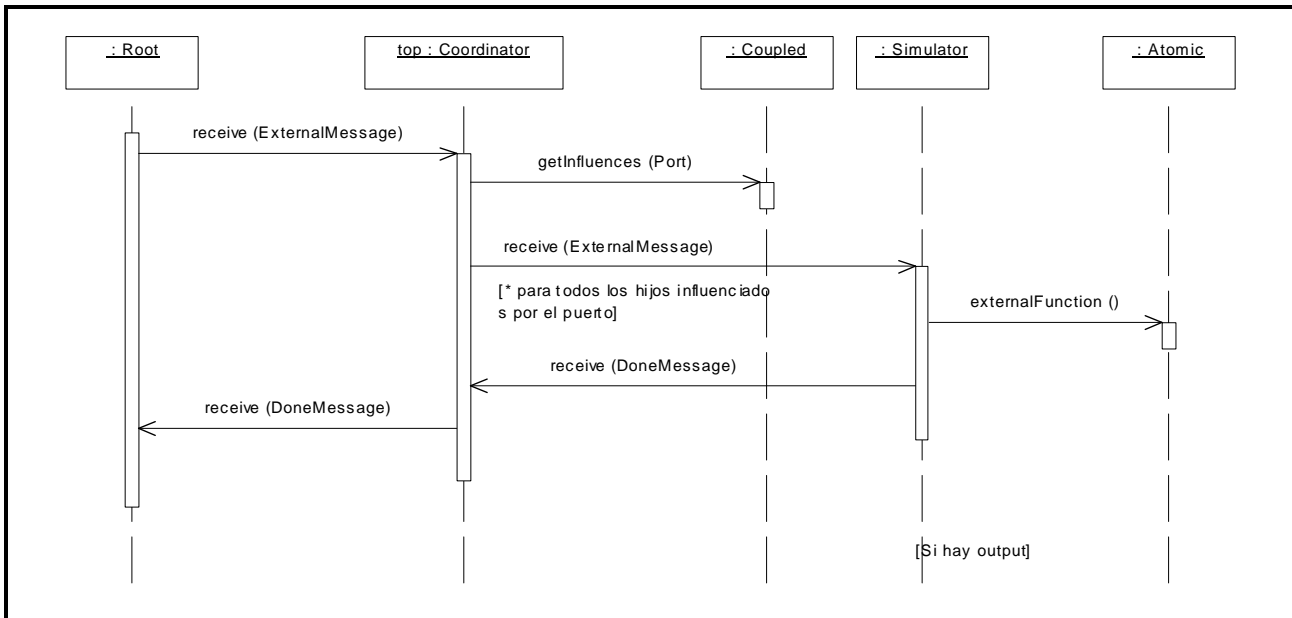 : Root
top : Coordinator
: Coupled
: Simulator
: Atomic
receive (ExternalMessage)
getInfluences (Port)
receive (ExternalMessage)
[* para todos los hijos influenciado
s por el puerto]
externalFunction ()
receive (DoneMessage)
receive (DoneMessage)
[Si hay output]